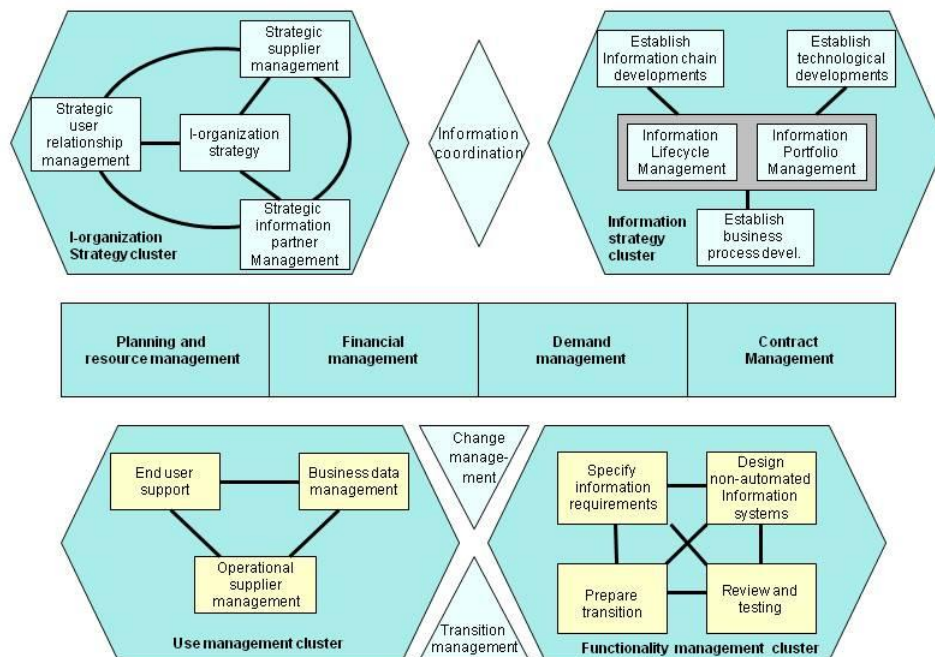 Strategic
supplier
management
Strategic
user
relationship
management
I-organization
strategy
Strategic
information
partner
Management
I-organization
Strategy cluster
Information
coordination
Establish
Information chain
developments
Establish
technological
developments
Information
Lifecycle
Management
Information
Portfolio
Management
Establish
business
process devel.
Information
strategy
cluster
Planning and
resource management
Financial
management
Demand
management
Contract
Management
End user
support
Business data
management
Operational
supplier
management
Use management cluster
Change
manage-
ment
Transition
management
Specify
information
requirements
Design
non-automated
Information
systems
Prepare
transition
Review and
testing
Functionality management cluster